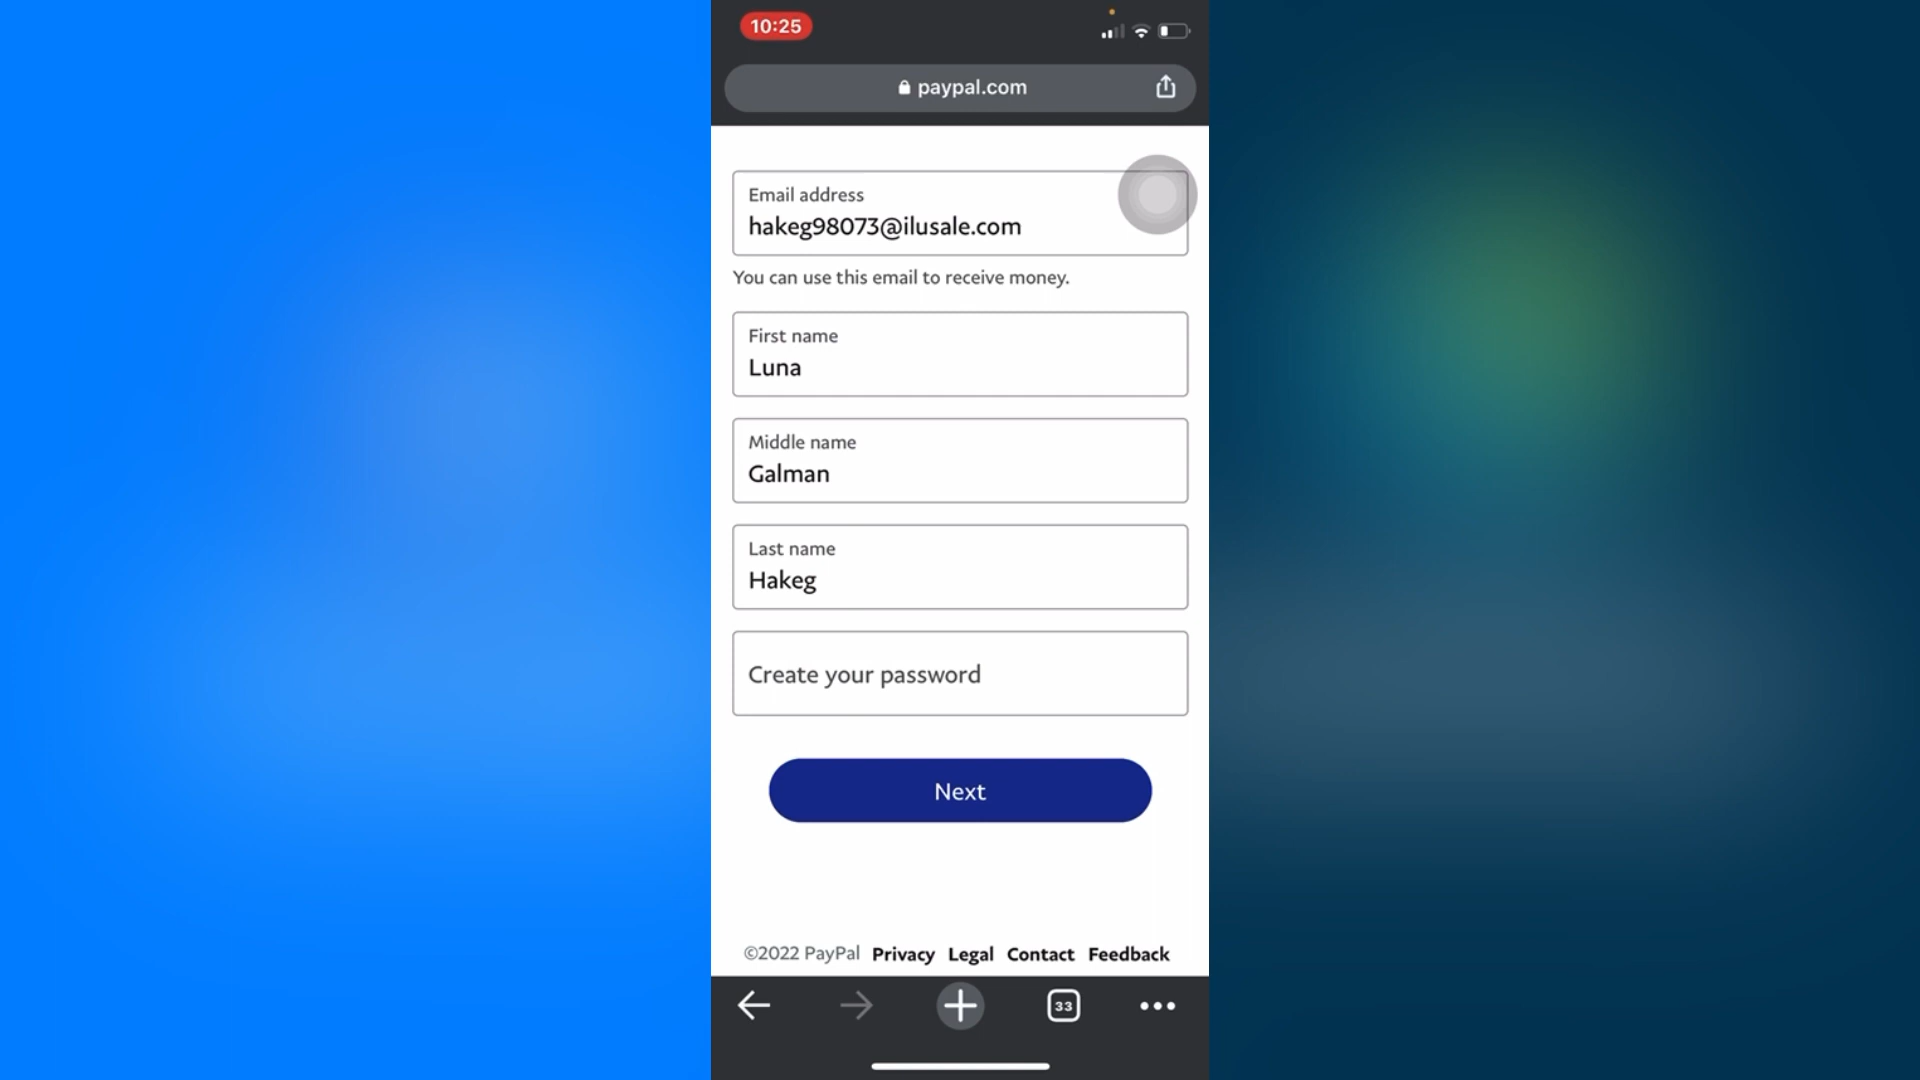 10:25
paypal.com
Email address
hakeg98073@ilusale.com
You can use this email to receive money.
First name
Luna
Middle name
Galman
Last name
Hakeg
Create your password
Next
©2022 PayPal Privacy Legal Contact Feedback
33